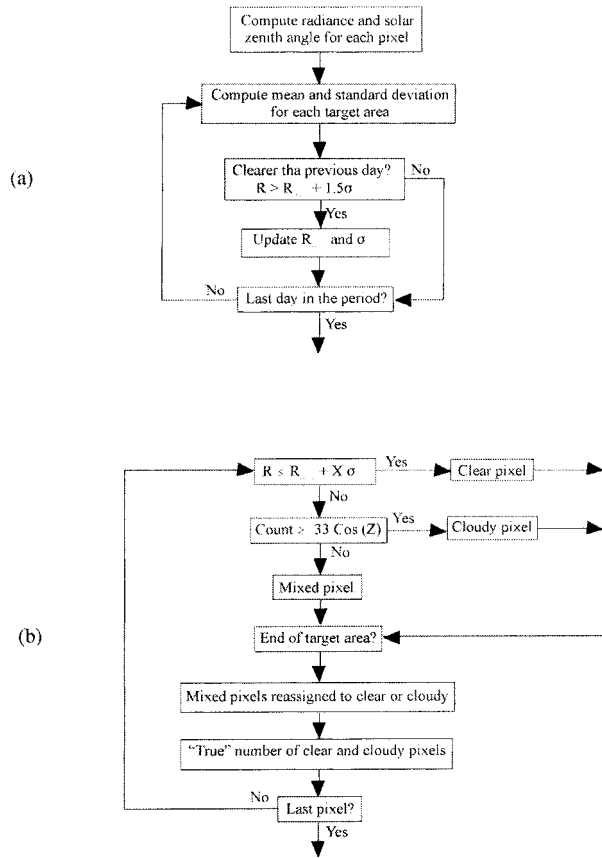 Compute radiance and solar
zenith angle for each pixel
Compute mean and standard deviation
for each target area
(a)
Clearer tha previous day?
R > R + 1.5σ
No
Yes
Update R and σ
No
Last day in the period?
Yes
R ≤ R + X σ
Yes
Clear pixel
No
Count ≥ 33 Cos (Z)
Yes
Cloudy pixel
No
Mixed pixel
(b)
End of target area?
Mixed pixels reassigned to clear or cloudy
"True" number of clear and cloudy pixels
No
Last pixel?
Yes